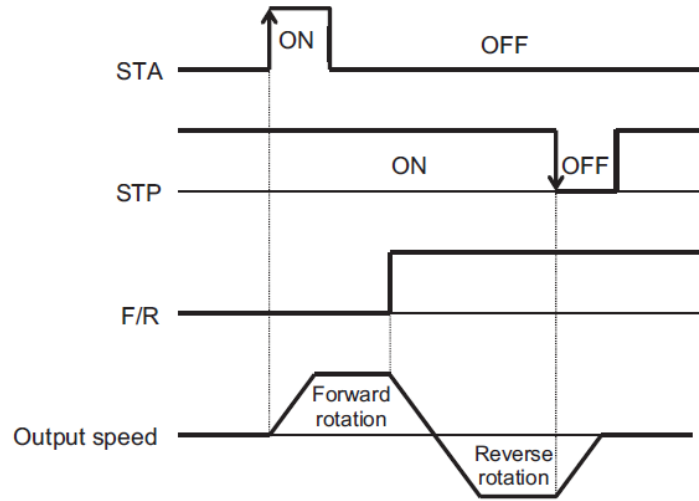 ON
OFF
STA
ON
OFF
STP
F/R
Forward
rotation
Output speed
Reverse
rotation